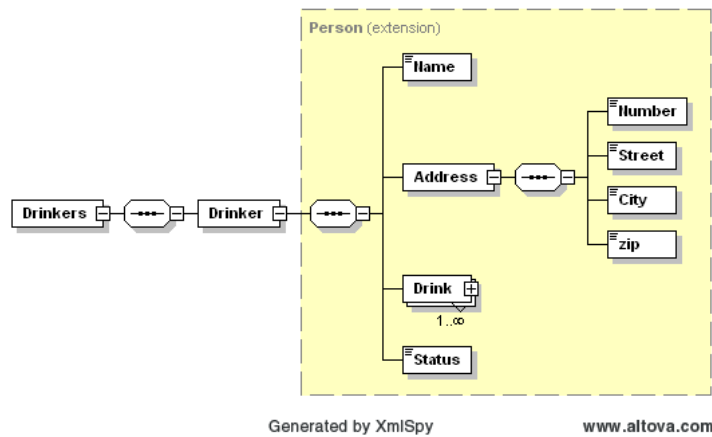 Person (extension)
Name
Number
Street
Address
City
Drinkers
Drinker
zip
Drink
1..∞
Status
Generated by XmlSpy
www.altova.com